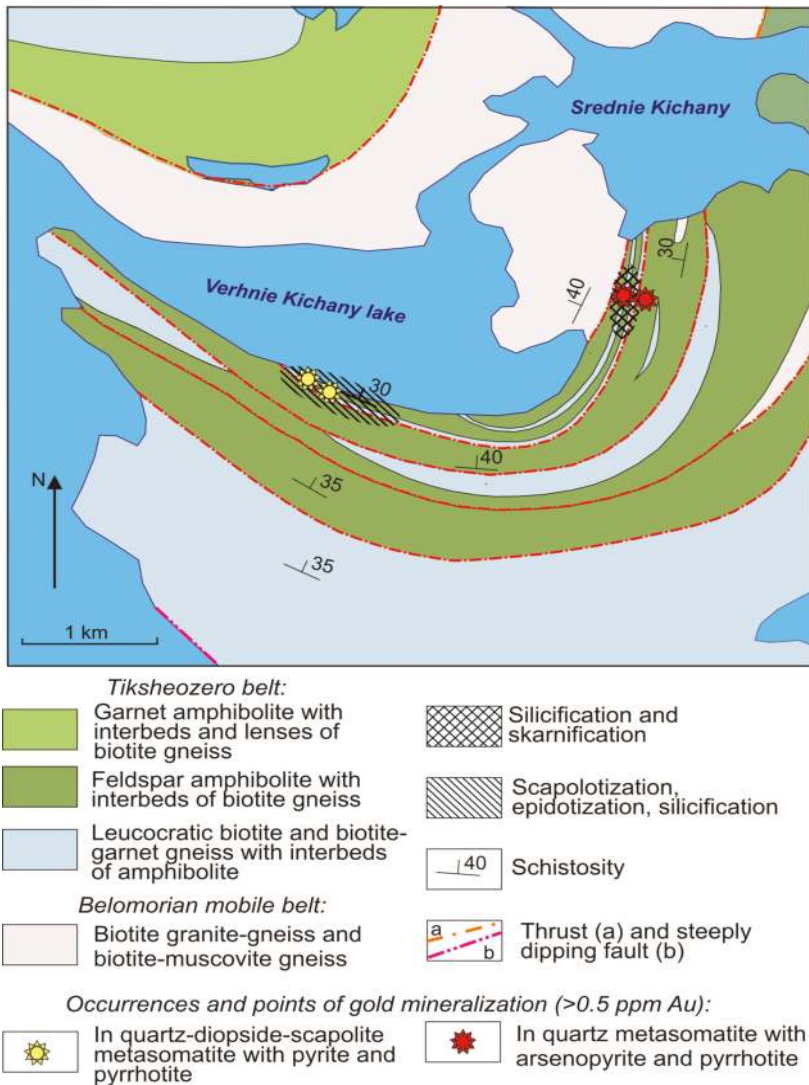 Srednie Kichany
30
40
Verhnie Kichany lake
30
40
35
N
35
1 km
Tiksheozero belt:
Garnet amphibolite with
interbeds and lenses of
biotite gneiss
Feldspar amphibolite with
interbeds of biotite gneiss
Leucocratic biotite and biotite-
garnet gneiss with interbeds
of amphibolite
Belomorian mobile belt:
Biotite granite-gneiss and
biotite-muscovite gneiss
Silicification and
skarnification
Scapolotization,
epidotization, silicification
40
Schistosity
a
b
Thrust (a) and steeply
dipping fault (b)
Occurrences and points of gold mineralization (>0.5 ppm Au):
In quartz-diopside-scapolite
metasomatite with pyrite and
pyrrhotite
In quartz metasomatite with
arsenopyrite and pyrrhotite